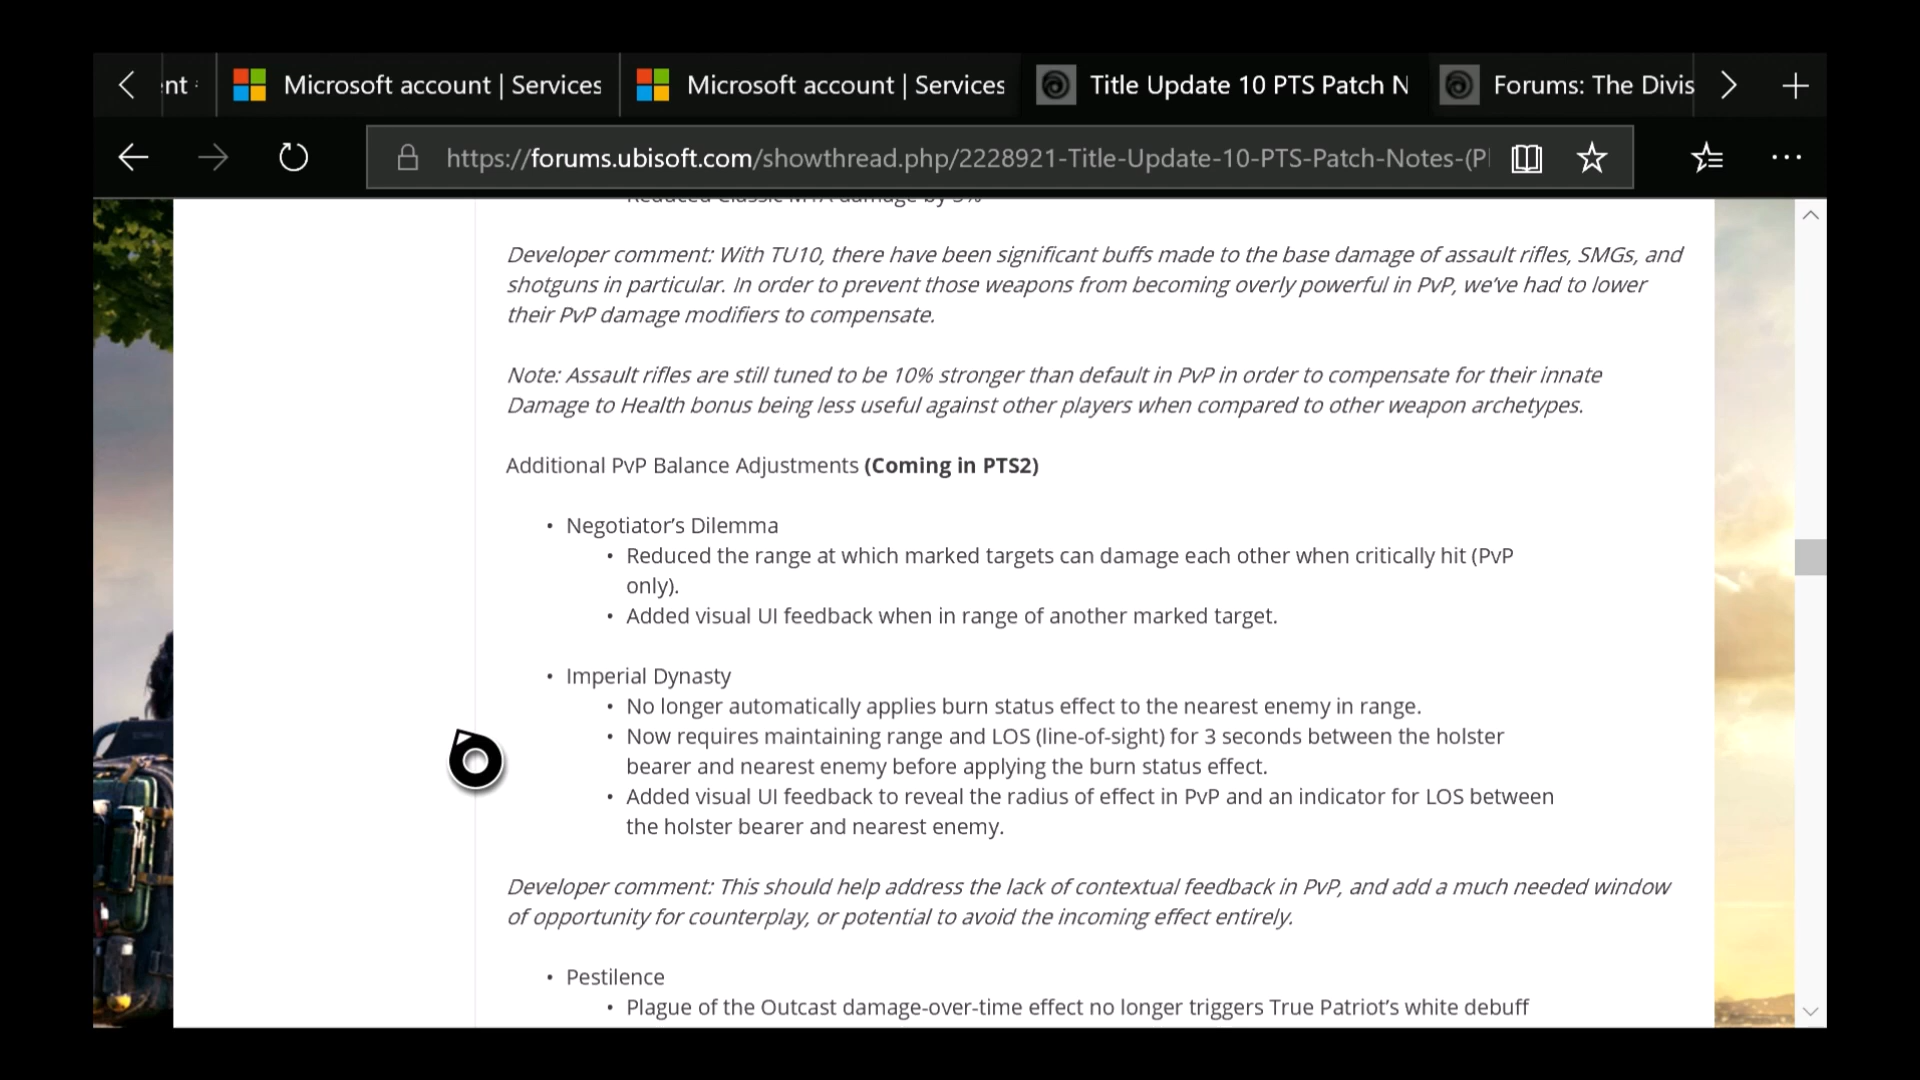 nt
Microsoft account | Services
Microsoft account | Services
Title Update 10 PTS Patch N
Forums: The Divis
https://forums.ubisoft.com/showthread.php/2228921-Title-Update-10-PTS-Patch-Notes-(P
Reduced Classic M1A damage by 5%
Developer comment: With TU10, there have been significant buffs made to the base damage of assault rifles, SMGs, and
shotguns in particular. In order to prevent those weapons from becoming overly powerful in PvP, we've had to lower
their PvP damage modifiers to compensate.
Note: Assault rifles are still tuned to be 10% stronger than default in PvP in order to compensate for their innate
Damage to Health bonus being less useful against other players when compared to other weapon archetypes.
Additional PvP Balance Adjustments (Coming in PTS2)
• Negotiator's Dilemma
• Reduced the range at which marked targets can damage each other when critically hit (PvP
only).
• Added visual UI feedback when in range of another marked target.
• Imperial Dynasty
• No longer automatically applies burn status effect to the nearest enemy in range.
• Now requires maintaining range and LOS (line-of-sight) for 3 seconds between the holster
bearer and nearest enemy before applying the burn status effect.
• Added visual UI feedback to reveal the radius of effect in PvP and an indicator for LOS between
the holster bearer and nearest enemy.
Developer comment: This should help address the lack of contextual feedback in PvP, and add a much needed window
of opportunity for counterplay, or potential to avoid the incoming effect entirely.
• Pestilence
• Plague of the Outcast damage-over-time effect no longer triggers True Patriot's white debuff